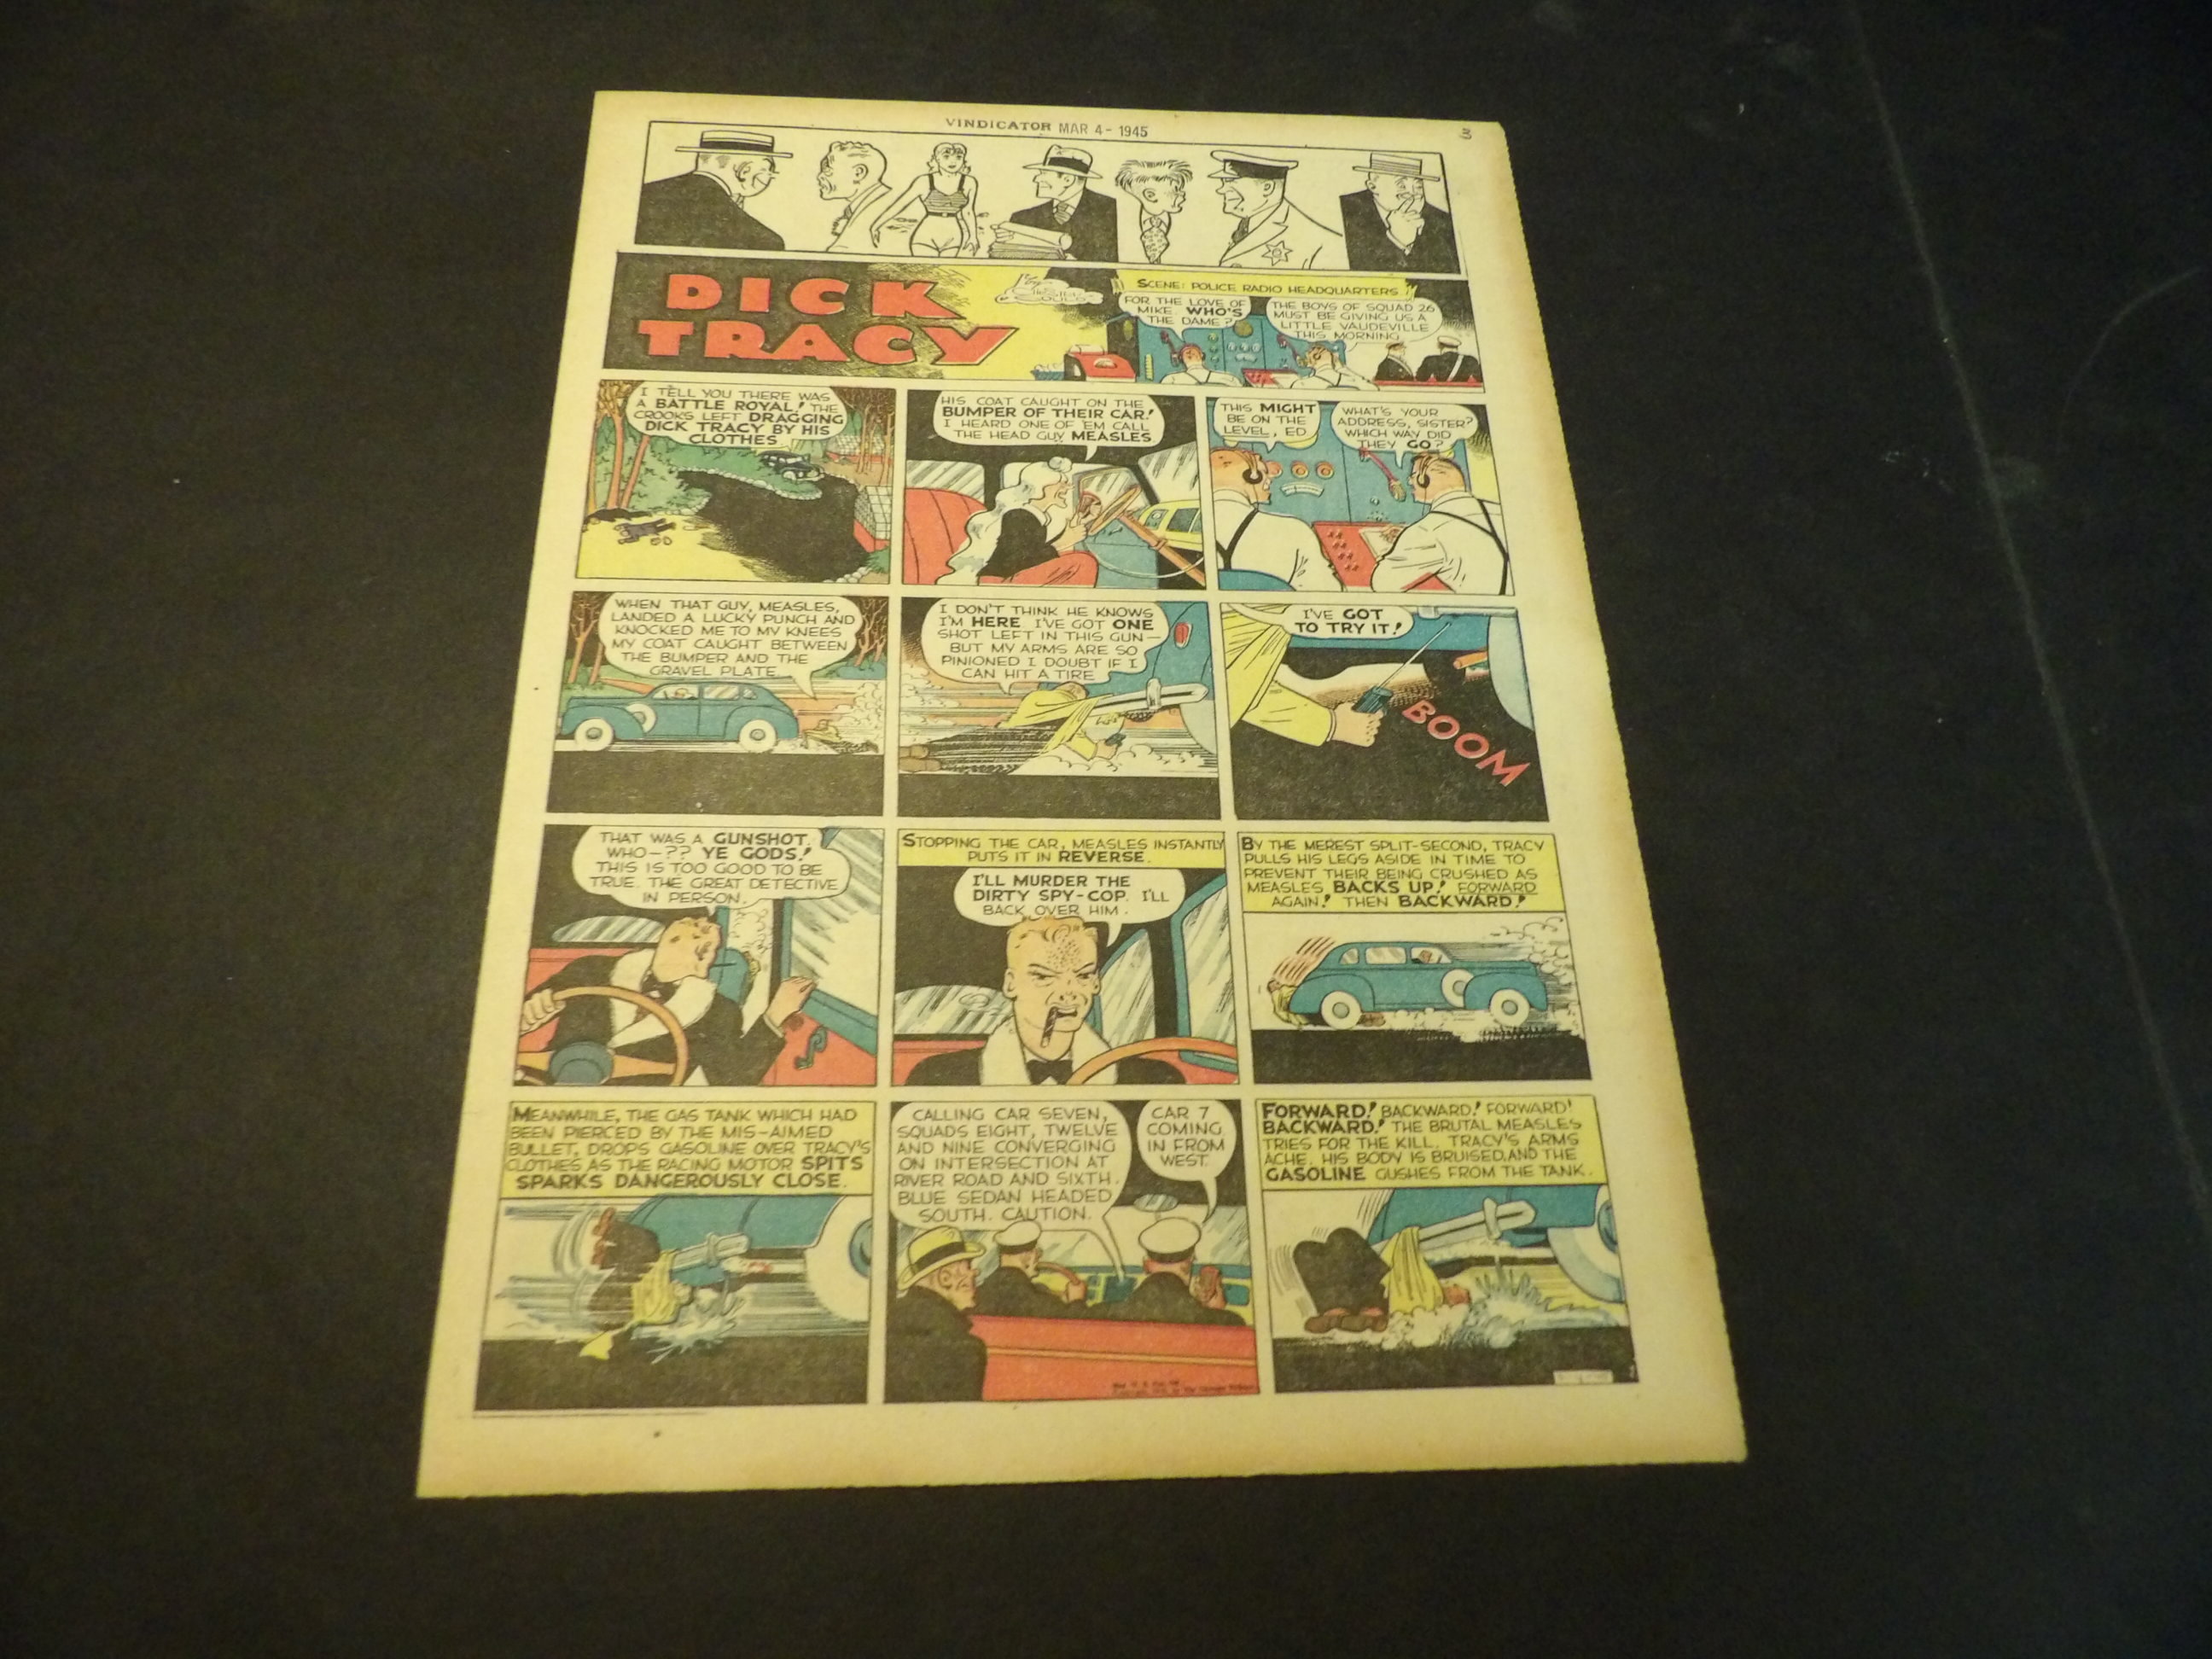 VINDICATOR MAR 4 - 1945
3
DICK
TRACY
SCENE: POLICE RADIO HEADQUARTERS
FOR THE LOVE OF
MIKE. WHO'S
THE DAME?
THE BOYS OF SQUAD 26
MUST BE GIVING US A
LITTLE VAUDEVILLE
THIS MORNING
I TELL YOU THERE WAS
A BATTLE ROYAL! THE
CROOKS LEFT DRAGGING
DICK TRACY BY HIS
CLOTHES
HIS COAT CAUGHT ON THE
BUMPER OF THEIR CAR!
I HEARD ONE OF 'EM CALL
THE HEAD GUY MEASLES
THIS MIGHT
BE ON THE
LEVEL, ED
WHAT'S YOUR
ADDRESS, SISTER?
WHICH WAY DID
THEY GO?
WHEN THAT GUY, MEASLES,
LANDED A LUCKY PUNCH AND
KNOCKED ME TO MY KNEES
MY COAT CAUGHT BETWEEN
THE BUMPER AND THE
GRAVEL PLATE
I DON'T THINK HE KNOWS
I'M HERE. I'VE GOT ONE
SHOT LEFT IN THIS GUN—
BUT MY ARMS ARE SO
PINIONED I DOUBT IF I
CAN HIT A TIRE
I'VE GOT
TO TRY IT!
BOOM
THAT WAS A GUNSHOT.
WHO—?? YE GODS!
THIS IS TOO GOOD TO BE
TRUE. THE GREAT DETECTIVE
IN PERSON.
STOPPING THE CAR, MEASLES INSTANTLY
PUTS IT IN REVERSE.
I'LL MURDER THE
DIRTY SPY-COP. I'LL
BACK OVER HIM.
BY THE MEREST SPLIT-SECOND, TRACY
PULLS HIS LEGS ASIDE IN TIME TO
PREVENT THEIR BEING CRUSHED AS
MEASLES BACKS UP! FORWARD
AGAIN! THEN BACKWARD!
MEANWHILE, THE GAS TANK WHICH HAD
BEEN PIERCED BY THE MIS-AIMED
BULLET, DROPS GASOLINE OVER TRACY'S
CLOTHES AS THE RACING MOTOR SPITS
SPARKS DANGEROUSLY CLOSE.
CALLING CAR SEVEN,
SQUADS EIGHT, TWELVE
AND NINE CONVERGING
ON INTERSECTION AT
RIVER ROAD AND SIXTH.
BLUE SEDAN HEADED
SOUTH. CAUTION.
CAR 7
COMING
IN FROM
WEST.
FORWARD! BACKWARD! FORWARD!
BACKWARD! THE BRUTAL MEASLES
TRIES FOR THE KILL. TRACY'S ARMS
ACHE. HIS BODY IS BRUISED, AND THE
GASOLINE GUSHES FROM THE TANK.